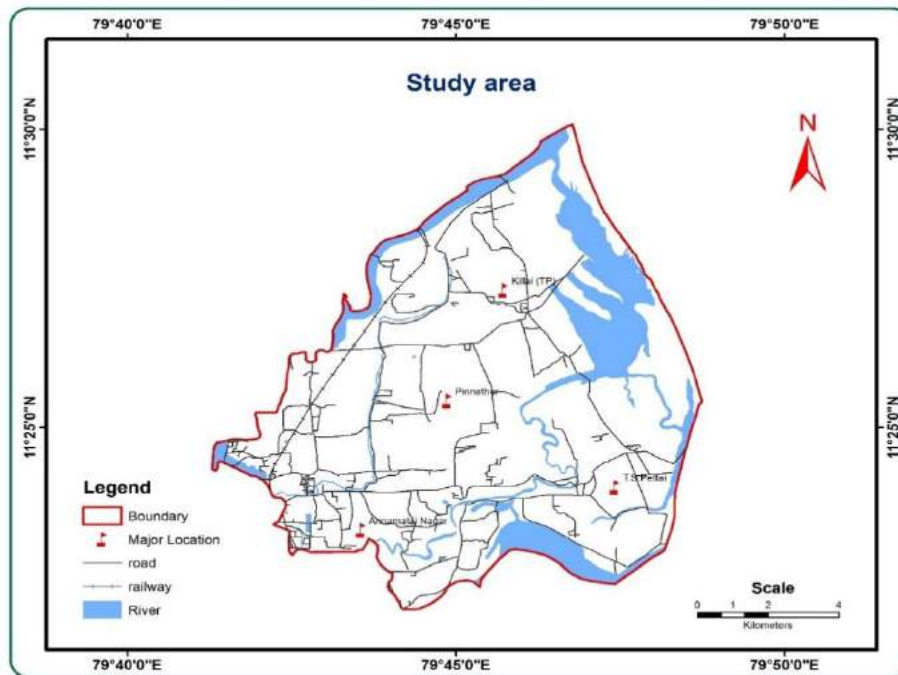 79°40'0"E 79°45'0"E 79°50'0"E
Study area
11°30'0"N
11°30'0"N
N
Killai (TP)
Pinnathur
11°25'0"N
11°25'0"N
T.S.Pettai
Annamalai Nagar
Legend
Boundary
Major Location
road
railway
River
Scale
0 1 2 4
Kilometers
79°40'0"E 79°45'0"E 79°50'0"E